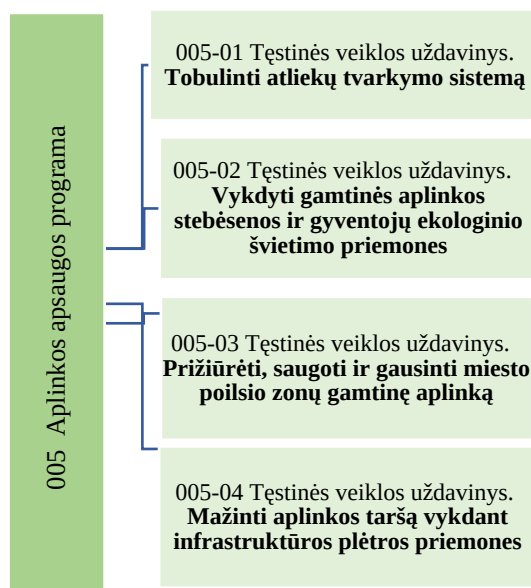 005  Aplinkos apsaugos programa
005-01 Tęstinės veiklos uždavinys.
Tobulinti atliekų tvarkymo sistemą
005-02 Tęstinės veiklos uždavinys.
Vykdyti gamtinės aplinkos
stebėsenos ir gyventojų ekologinio
švietimo priemones
005-03 Tęstinės veiklos uždavinys.
Prižiūrėti, saugoti ir gausinti miesto
poilsio zonų gamtinę aplinką
005-04 Tęstinės veiklos uždavinys.
Mažinti aplinkos taršą vykdant
infrastruktūros plėtros priemones